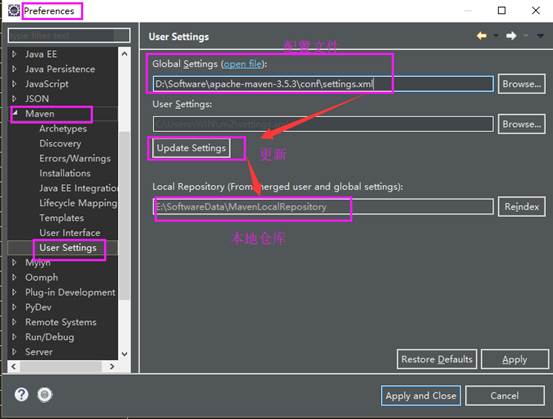 Preferences
type filter text
Java EE
Java Persistence
JavaScript
JSON
Maven
Archetypes
Discovery
Errors/Warnings
Installations
Java EE Integration
Lifecycle Mapping
Templates
User Interface
User Settings
Mylyn
Oomph
Plug-in Development
PyDev
Remote Systems
Run/Debug
Server
User Settings
配置文件
Global Settings (open file):
D:\Software\apache-maven-3.5.3\conf\settings.xml
Browse...
User Settings:
Browse...
Update Settings
更新
Local Repository (From merged user and global settings):
E:\SoftwareData\MavenLocalRepository
Reindex
本地仓库
Restore Defaults
Apply
Apply and Close
Cancel